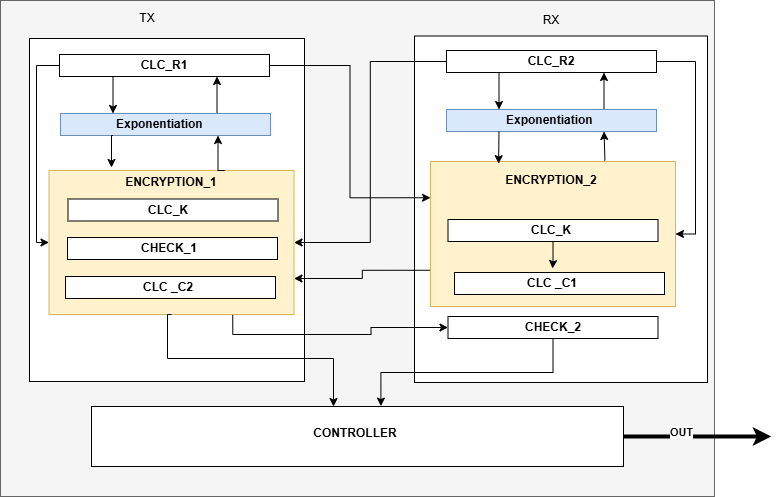 TX
CLC_R1
Exponentiation
ENCRYPTION_1
CLC_K
CHECK_1
CLC _C2
RX
CLC_R2
Exponentiation
ENCRYPTION_2
CLC_K
CLC _C1
CHECK_2
CONTROLLER
OUT